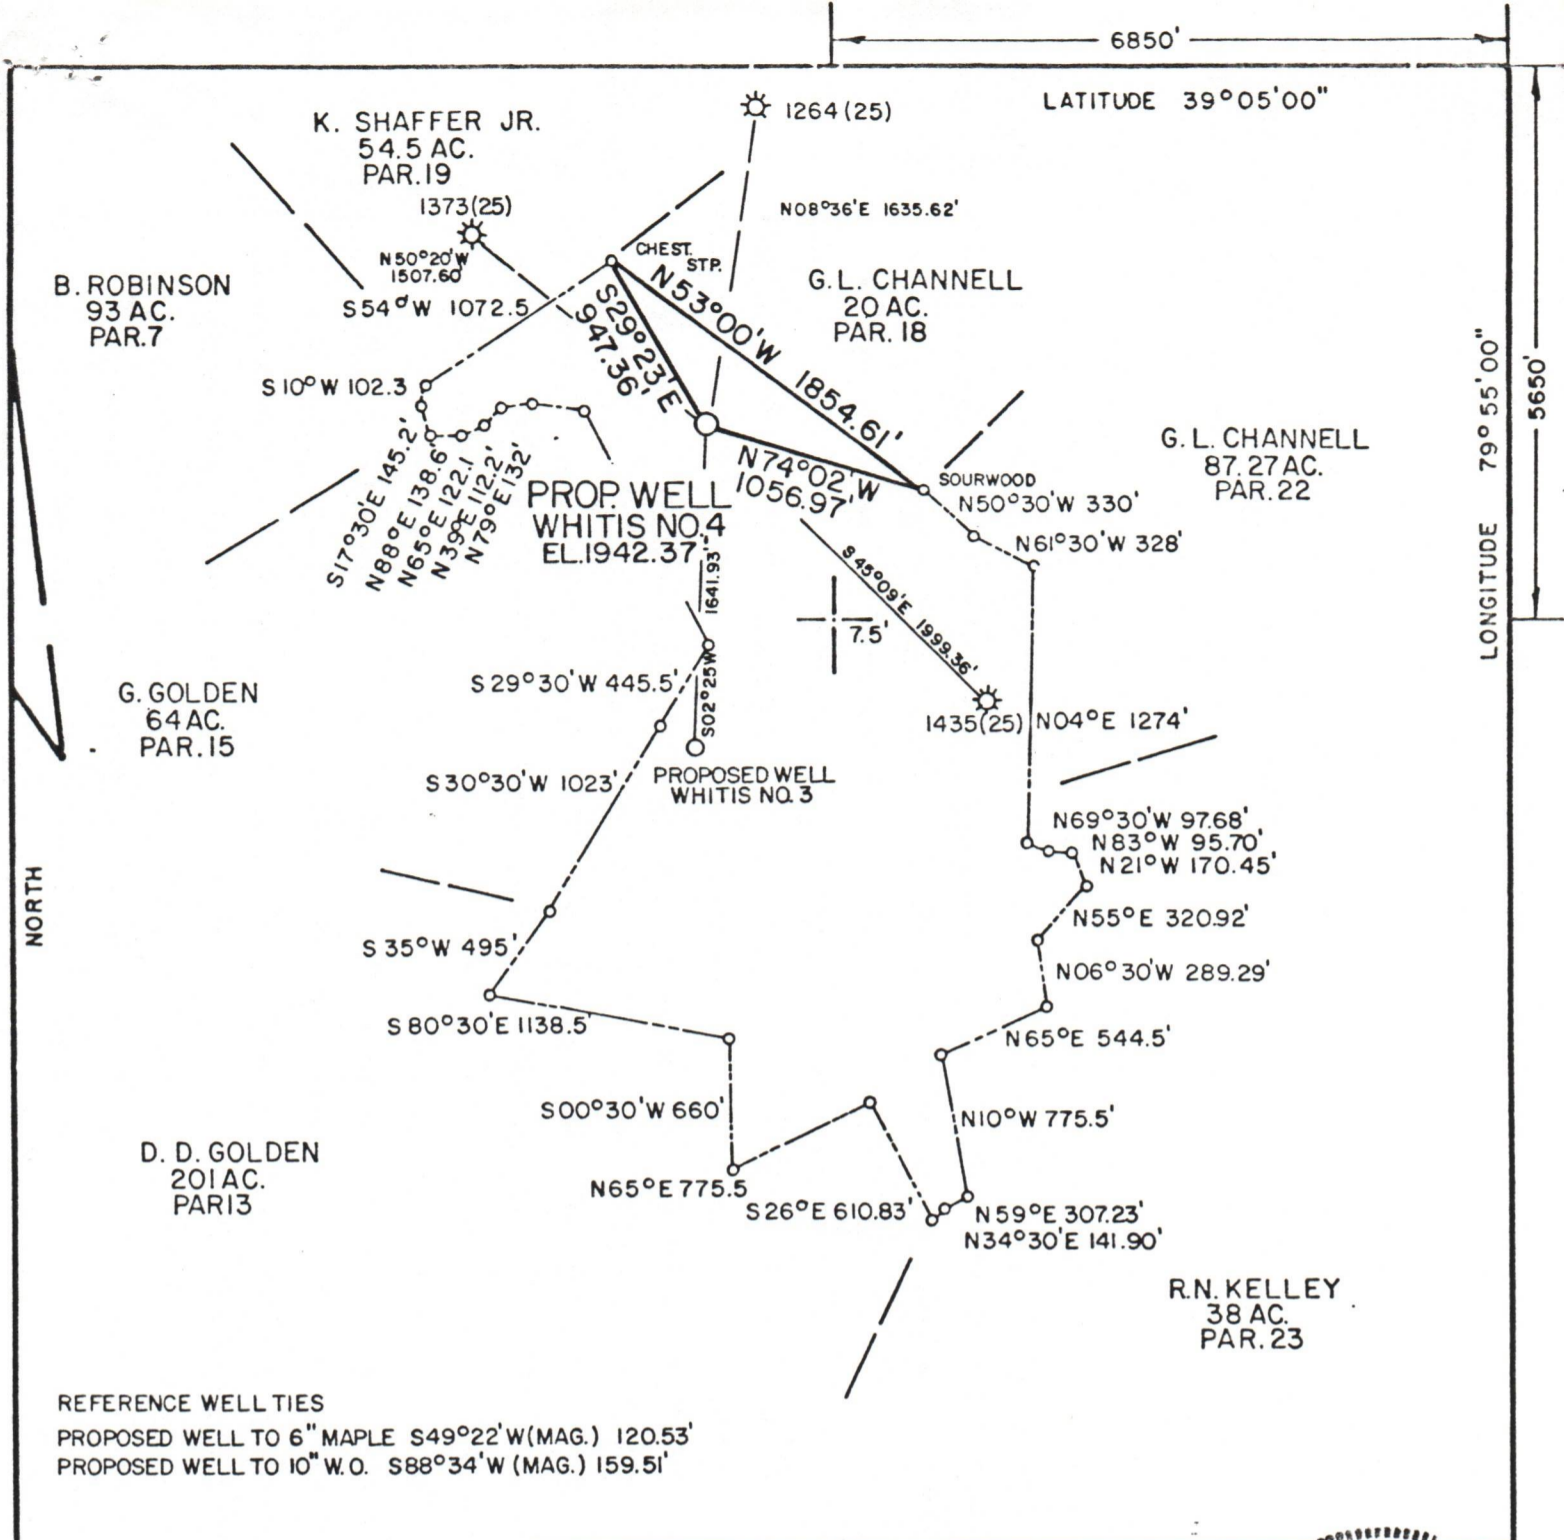 6850'
LATITUDE 39°05'00"
1264(25)
K. SHAFFER JR.
54.5 AC.
PAR.19
1373(25)
N08°36'E 1635.62'
N50°20'W
1507.60'
CHEST.
STP.
B. ROBINSON
93 AC.
PAR.7
S54°W 1072.5
G.L. CHANNELL
20 AC.
PAR. 18
N53°00'W 1854.61'
S29°23'E
947.36'
S10°W 102.3
LONGITUDE 79°55'00"
5650'
G.L. CHANNELL
87.27 AC.
PAR. 22
N74°02'W
1056.97'
SOURWOOD
N50°30'W 330'
N61°30'W 328'
S17°30'E 145.2'
N88°E 138.6'
N65°E 122.1
N39°E 112.2'
N79°E 132'
PROP. WELL
WHITIS NO.4
EL.1942.37'
1641.93'
S02°25'W
S45°09'E 1999.36'
7.5'
G. GOLDEN
64 AC.
PAR.15
S29°30'W 445.5'
1435(25)
N04°E 1274'
S30°30'W 1023'
PROPOSED WELL
WHITIS NO.3
N69°30'W 97.68'
N83°W 95.70'
N21°W 170.45'
NORTH
N55°E 320.92'
S35°W 495'
N06°30'W 289.29'
S80°30'E 1138.5'
N65°E 544.5'
S00°30'W 660'
N10°W 775.5'
D. D. GOLDEN
201 AC.
PAR13
N65°E 775.5
S26°E 610.83'
N59°E 307.23'
N34°30'E 141.90'
R.N. KELLEY
38 AC.
PAR. 23
REFERENCE WELL TIES
PROPOSED WELL TO 6" MAPLE S49°22'W(MAG.) 120.53'
PROPOSED WELL TO 10" W.O. S88°34'W (MAG.) 159.51'